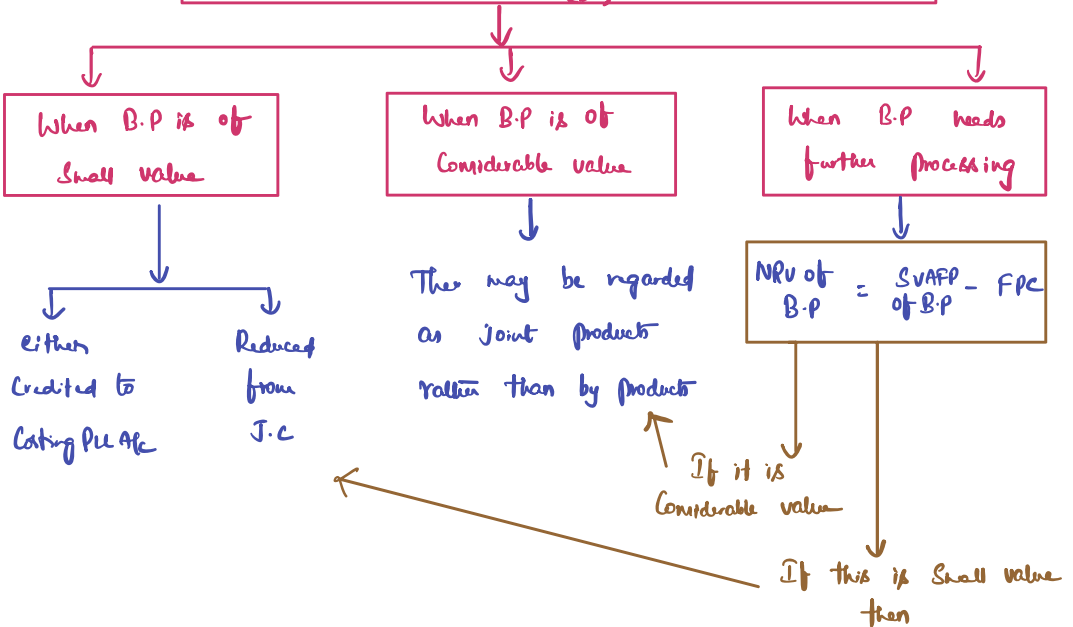 When B.P is of
Small value
When B.P is of
Considerable value
When B.P needs
further processing
either
Credited to
Costing P&L A/c
Reduced
from
J.C
may be regarded
as joint products
rather than by products
NRV of
B.P
=
SVAFP
of B.P
- FPC
If it is
Considerable value
If this is Small value
then